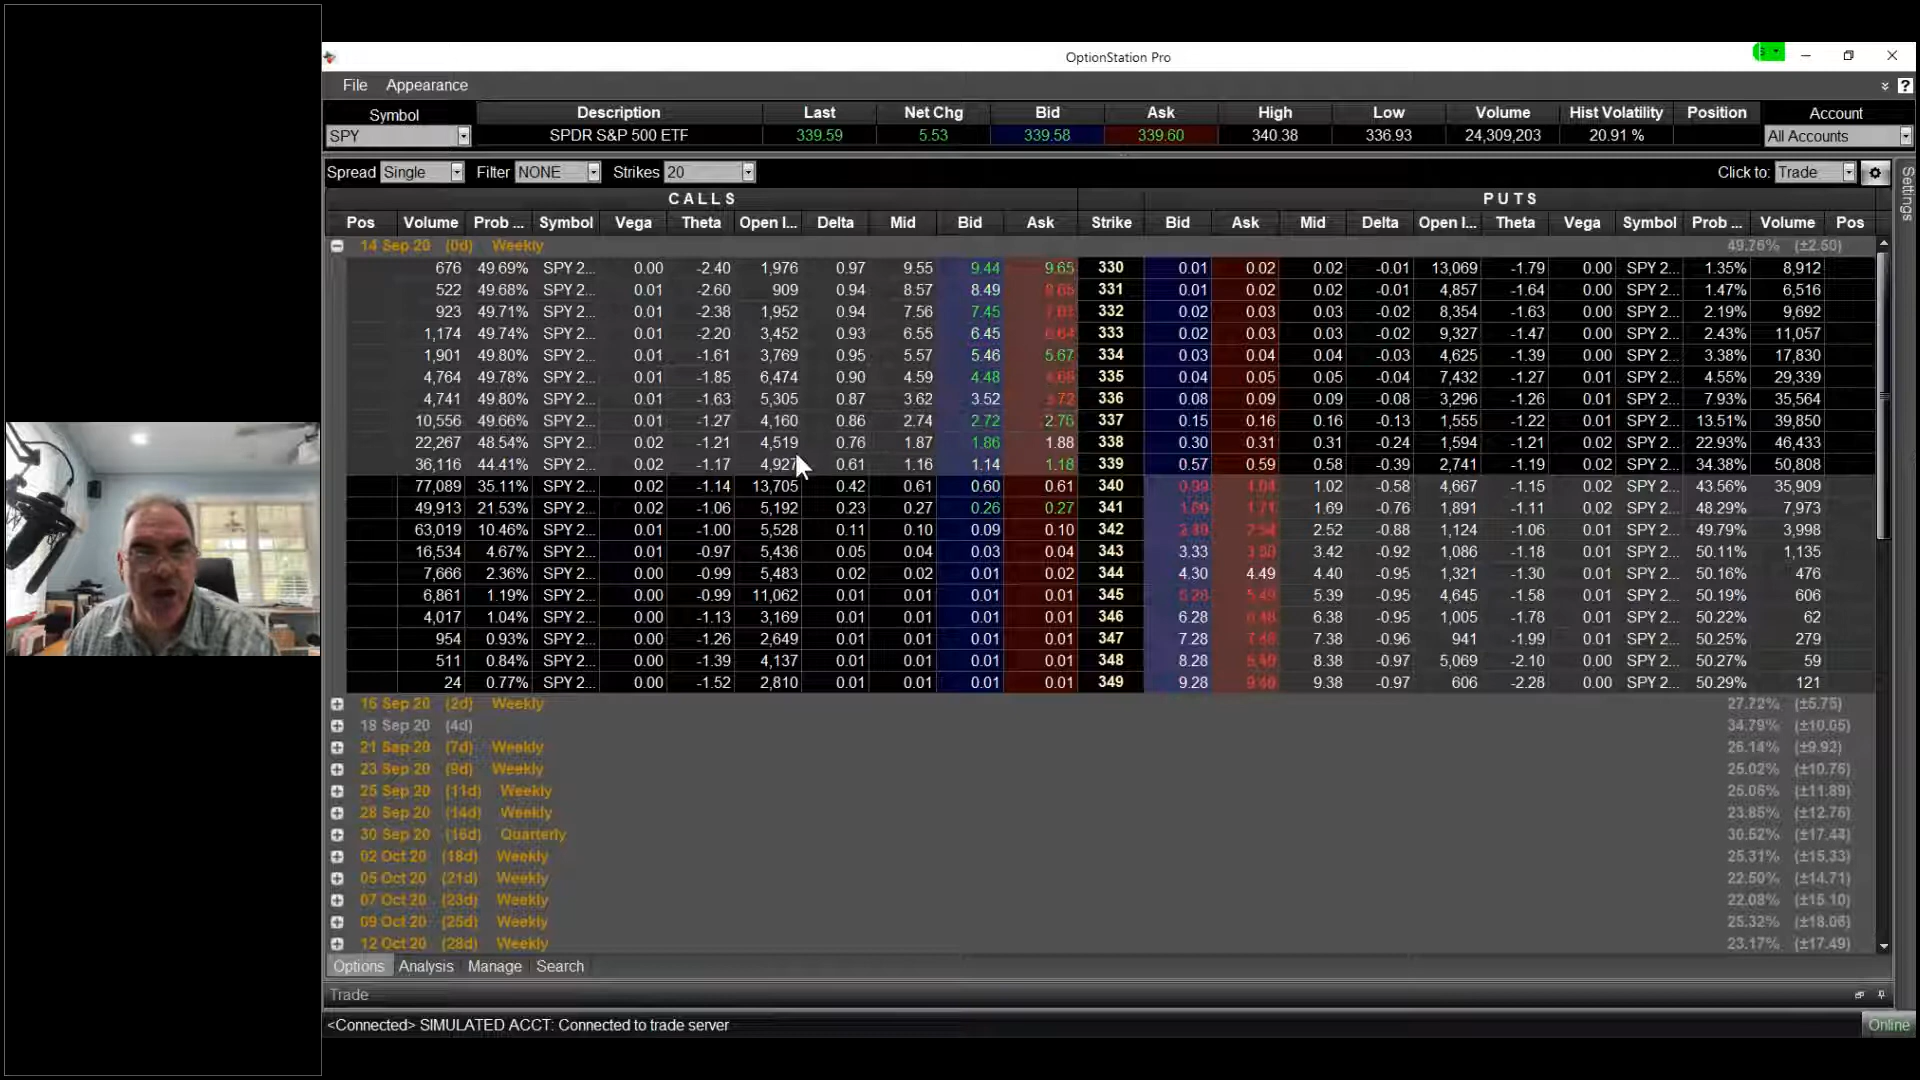 OptionStation Pro
File Appearance
Symbol Description Last Net Chg Bid Ask High Low Volume Hist Volatility Position Account
SPY SPDR S&P 500 ETF 339.59 5.53 339.58 339.60 340.38 336.93 24,309,203 20.91 % All Accounts
Spread Single Filter NONE Strikes 20 Click to: Trade
Settings
CALLS PUTS
Pos Volume Prob ... Symbol Vega Theta Open I... Delta Mid Bid Ask Strike Bid Ask Mid Delta Open I... Theta Vega Symbol Prob ... Volume Pos
14 Sep 20 (0d) Weekly 49.76% (±2.50)
676 49.69% SPY 2... 0.00 -2.40 1,976 0.97 9.55 9.44 9.65 330 0.01 0.02 0.02 -0.01 13,069 -1.79 0.00 SPY 2... 1.35% 8,912
522 49.68% SPY 2... 0.01 -2.60 909 0.94 8.57 8.49 8.65 331 0.01 0.02 0.02 -0.01 4,857 -1.64 0.00 SPY 2... 1.47% 6,516
923 49.71% SPY 2... 0.01 -2.38 1,952 0.94 7.56 7.45 332 0.02 0.03 0.03 -0.02 8,354 -1.63 0.00 SPY 2... 2.19% 9,692
1,174 49.74% SPY 2... 0.01 -2.20 3,452 0.93 6.55 6.45 6.64 333 0.02 0.03 0.03 -0.02 9,327 -1.47 0.00 SPY 2... 2.43% 11,057
1,901 49.80% SPY 2... 0.01 -1.61 3,769 0.95 5.57 5.46 5.67 334 0.03 0.04 0.04 -0.03 4,625 -1.39 0.00 SPY 2... 3.38% 17,830
4,764 49.78% SPY 2... 0.01 -1.85 6,474 0.90 4.59 4.48 335 0.04 0.05 0.05 -0.04 7,432 -1.27 0.01 SPY 2... 4.55% 29,339
4,741 49.80% SPY 2... 0.01 -1.63 5,305 0.87 3.62 3.52 3.72 336 0.08 0.09 0.09 -0.08 3,296 -1.26 0.01 SPY 2... 7.93% 35,564
10,556 49.66% SPY 2... 0.01 -1.27 4,160 0.86 2.74 2.72 2.76 337 0.15 0.16 0.16 -0.13 1,555 -1.22 0.01 SPY 2... 13.51% 39,850
22,267 48.54% SPY 2... 0.02 -1.21 4,519 0.76 1.87 1.86 1.88 338 0.30 0.31 0.31 -0.24 1,594 -1.21 0.02 SPY 2... 22.93% 46,433
36,116 44.41% SPY 2... 0.02 -1.17 4,927 0.61 1.16 1.14 1.18 339 0.57 0.59 0.58 -0.39 2,741 -1.19 0.02 SPY 2... 34.38% 50,808
77,089 35.11% SPY 2... 0.02 -1.14 13,705 0.42 0.61 0.60 0.61 340 0.99 1.04 1.02 -0.58 4,667 -1.15 0.02 SPY 2... 43.56% 35,909
49,913 21.53% SPY 2... 0.02 -1.06 5,192 0.23 0.27 0.26 0.27 341 1.71 1.69 -0.76 1,891 -1.11 0.02 SPY 2... 48.29% 7,973
63,019 10.46% SPY 2... 0.02 -1.00 5,528 0.11 0.10 0.09 0.10 342 2.54 2.52 -0.88 1,124 -1.06 0.02 SPY 2... 49.79% 3,998
16,534 4.67% SPY 2... 0.01 -0.97 5,436 0.05 0.04 0.03 0.04 343 3.33 3.50 3.42 -0.92 1,086 -1.18 0.01 SPY 2... 50.11% 1,135
7,666 2.36% SPY 2... 0.00 -0.99 5,483 0.02 0.02 0.01 0.02 344 4.30 4.49 4.40 -0.95 1,321 -1.30 0.01 SPY 2... 50.16% 476
6,861 1.19% SPY 2... 0.00 -0.99 11,062 0.01 0.01 0.01 0.01 345 5.28 5.49 5.39 -0.95 4,645 -1.58 0.01 SPY 2... 50.19% 606
4,017 1.04% SPY 2... 0.00 -1.13 3,169 0.01 0.01 0.01 0.01 346 6.28 6.48 6.38 -0.95 1,005 -1.78 0.01 SPY 2... 50.22% 62
954 0.93% SPY 2... 0.00 -1.26 2,649 0.01 0.01 0.01 0.01 347 7.28 7.48 7.38 -0.96 941 -1.99 0.01 SPY 2... 50.25% 279
511 0.84% SPY 2... 0.00 -1.39 4,137 0.01 0.01 0.01 0.01 348 8.28 8.38 -0.97 5,069 -2.10 0.00 SPY 2... 50.27% 59
24 0.77% SPY 2... 0.00 -1.52 2,810 0.01 0.01 0.01 0.01 349 9.28 9.38 -0.97 606 -2.28 0.00 SPY 2... 50.29% 121
16 Sep 20 (2d) Weekly 27.72% (±5.75)
18 Sep 20 (4d) 34.79% (±10.05)
21 Sep 20 (7d) Weekly 26.14% (±9.92)
23 Sep 20 (9d) Weekly 25.02% (±10.76)
25 Sep 20 (11d) Weekly 25.06% (±11.89)
28 Sep 20 (14d) Weekly 23.85% (±12.76)
30 Sep 20 (16d) Quarterly 30.52% (±17.44)
02 Oct 20 (18d) Weekly 25.31% (±15.33)
05 Oct 20 (21d) Weekly 22.50% (±14.71)
07 Oct 20 (23d) Weekly 22.08% (±15.10)
09 Oct 20 (25d) Weekly 25.32% (±18.06)
12 Oct 20 (28d) Weekly 23.17% (±17.49)
Options Analysis Manage Search
Trade
<Connected> SIMULATED ACCT: Connected to trade server Online